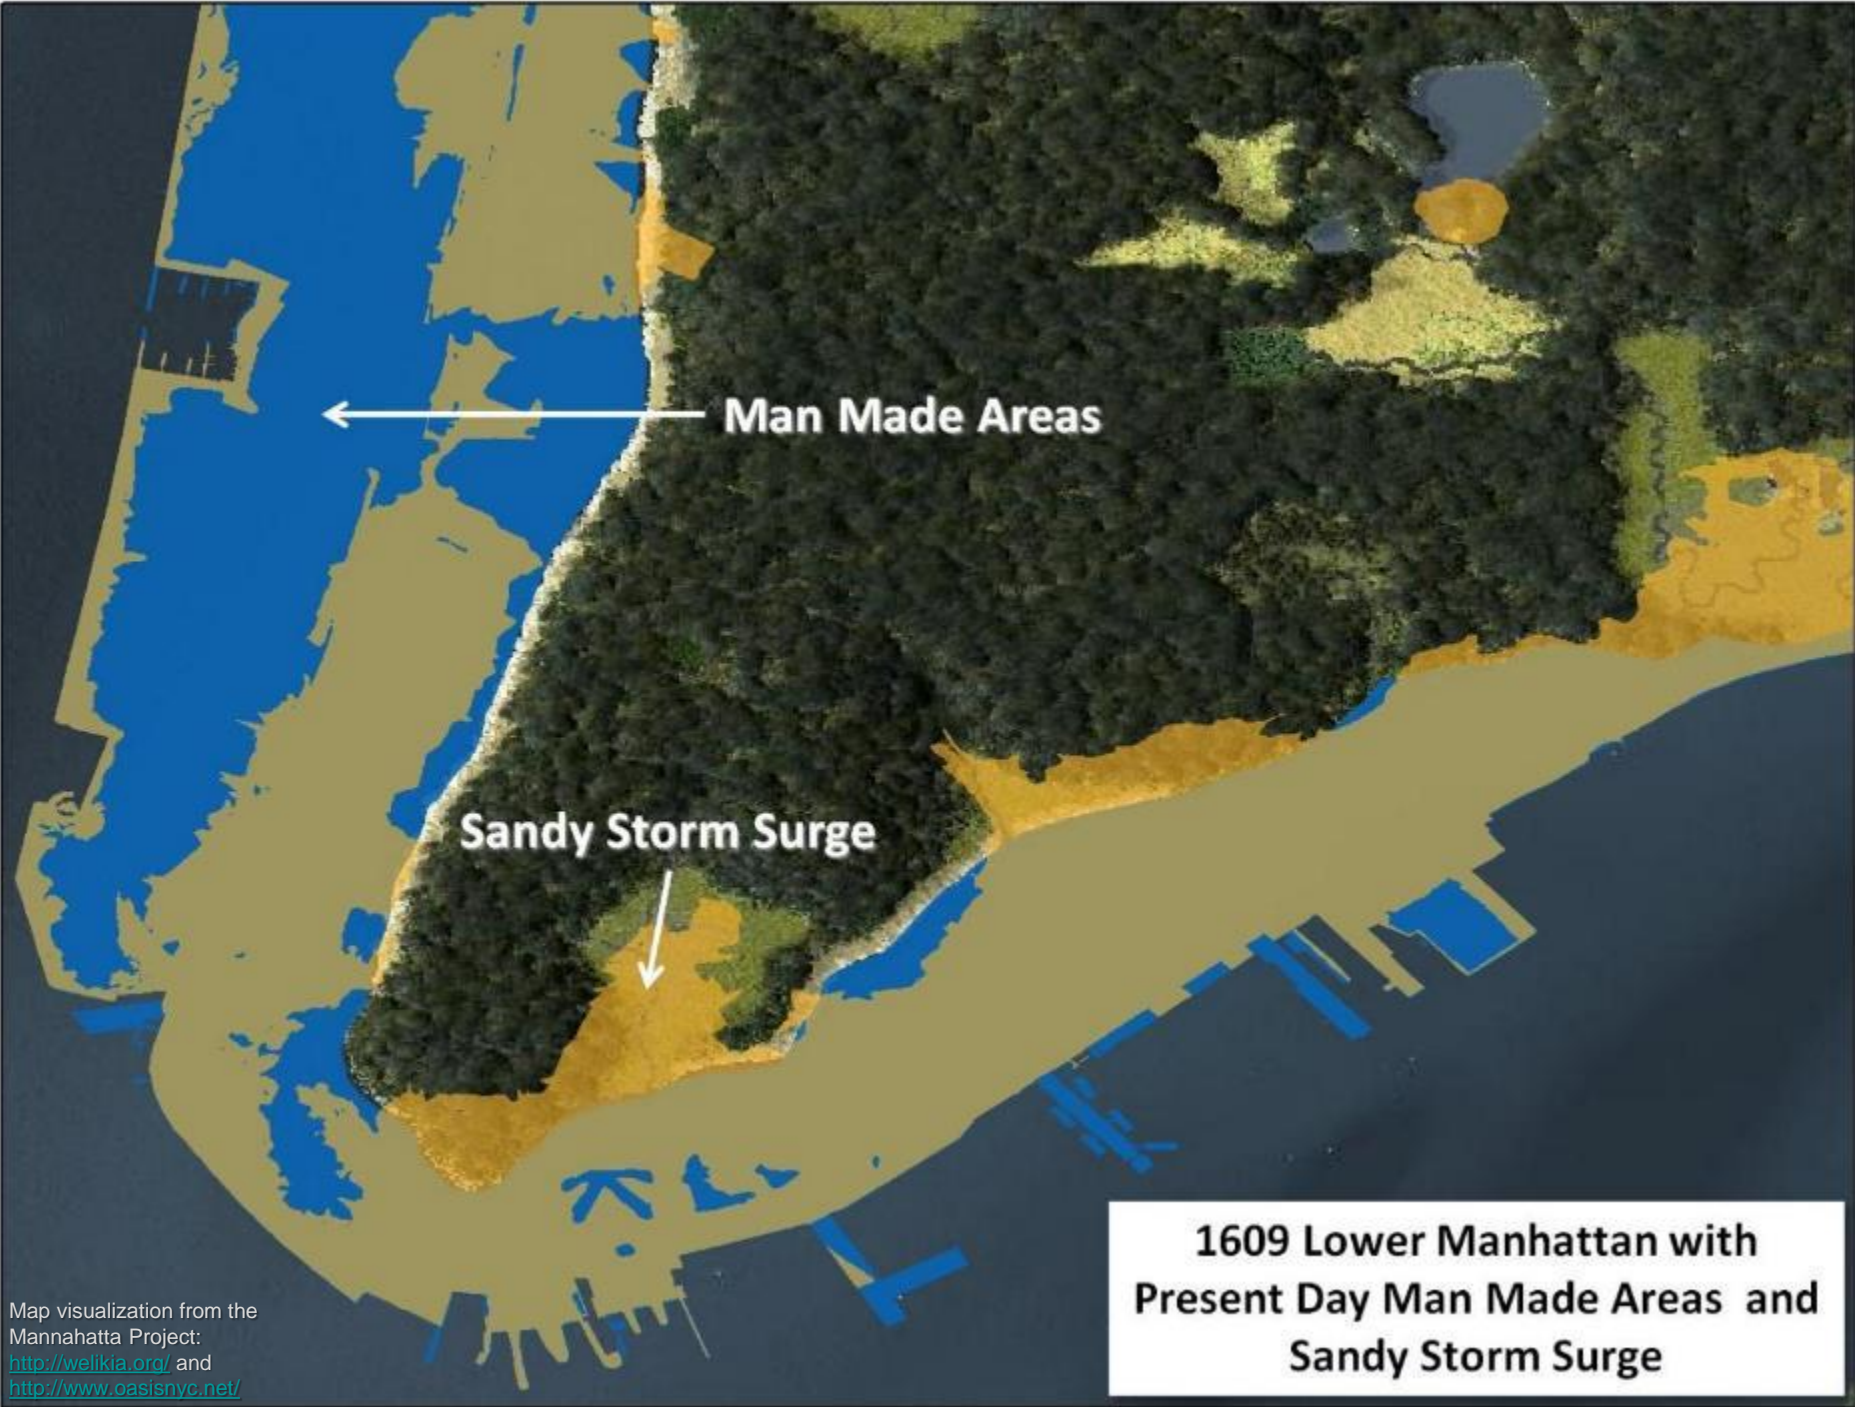 Man Made Areas
Sandy Storm Surge
1609 Lower Manhattan with
Present Day Man Made Areas and
Sandy Storm Surge
Map visualization from the
Mannahatta Project:
http://welikia.org/ and
http://www.oasisnyc.net/